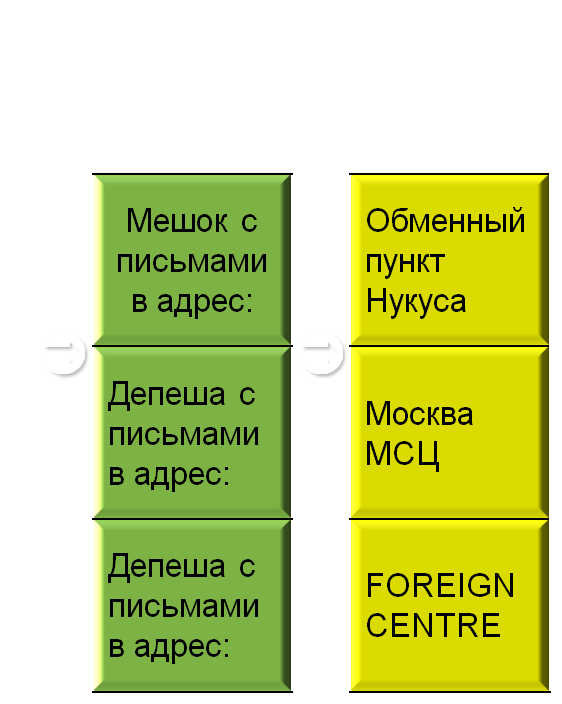 Мешок с
письмами
в адрес:
Обменный
пункт
Нукуса
Депеша с
письмами
в адрес:
Москва
МСЦ
Депеша с
письмами
в адрес:
FOREIGN
CENTRE